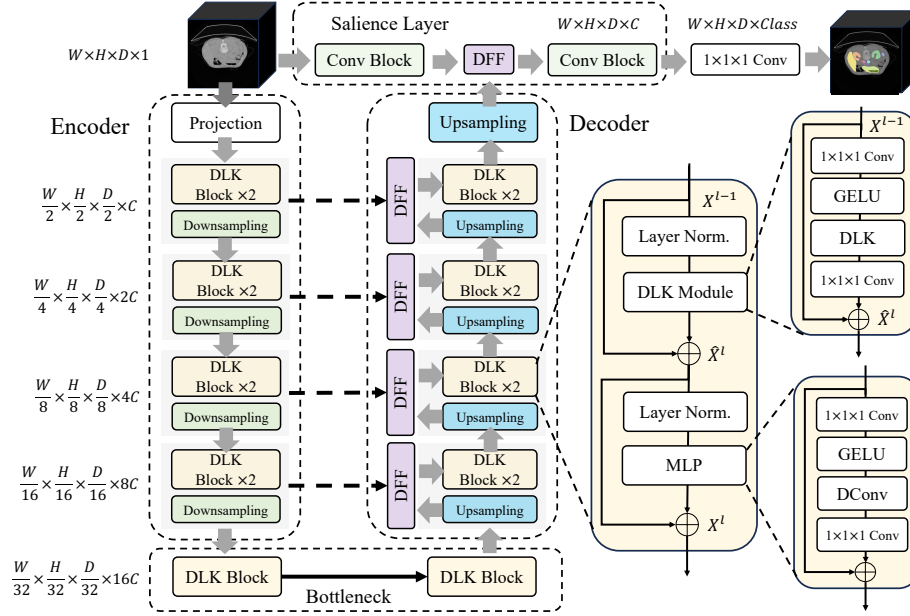 Salience Layer
W×H×D×1
Conv Block
DFF
W×H×D×C
Conv Block
W×H×D×Class
1×1×1 Conv
Encoder
Projection
Upsampling
Decoder
W/2 × H/2 × D/2 × C
DLK
Block ×2
Downsampling
DFF
DLK
Block ×2
Upsampling
W/4 × H/4 × D/4 × 2C
DLK
Block ×2
Downsampling
DFF
DLK
Block ×2
Upsampling
W/8 × H/8 × D/8 × 4C
DLK
Block ×2
Downsampling
DFF
DLK
Block ×2
Upsampling
W/16 × H/16 × D/16 × 8C
DLK
Block ×2
Downsampling
DFF
DLK
Block ×2
Upsampling
W/32 × H/32 × D/32 × 16C
DLK Block
DLK Block
Bottleneck
X^{l-1}
Layer Norm.
DLK Module
X̂^l
Layer Norm.
MLP
X^l
X^{l-1}
1×1×1 Conv
GELU
DLK
1×1×1 Conv
X̂^l
1×1×1 Conv
GELU
DConv
1×1×1 Conv